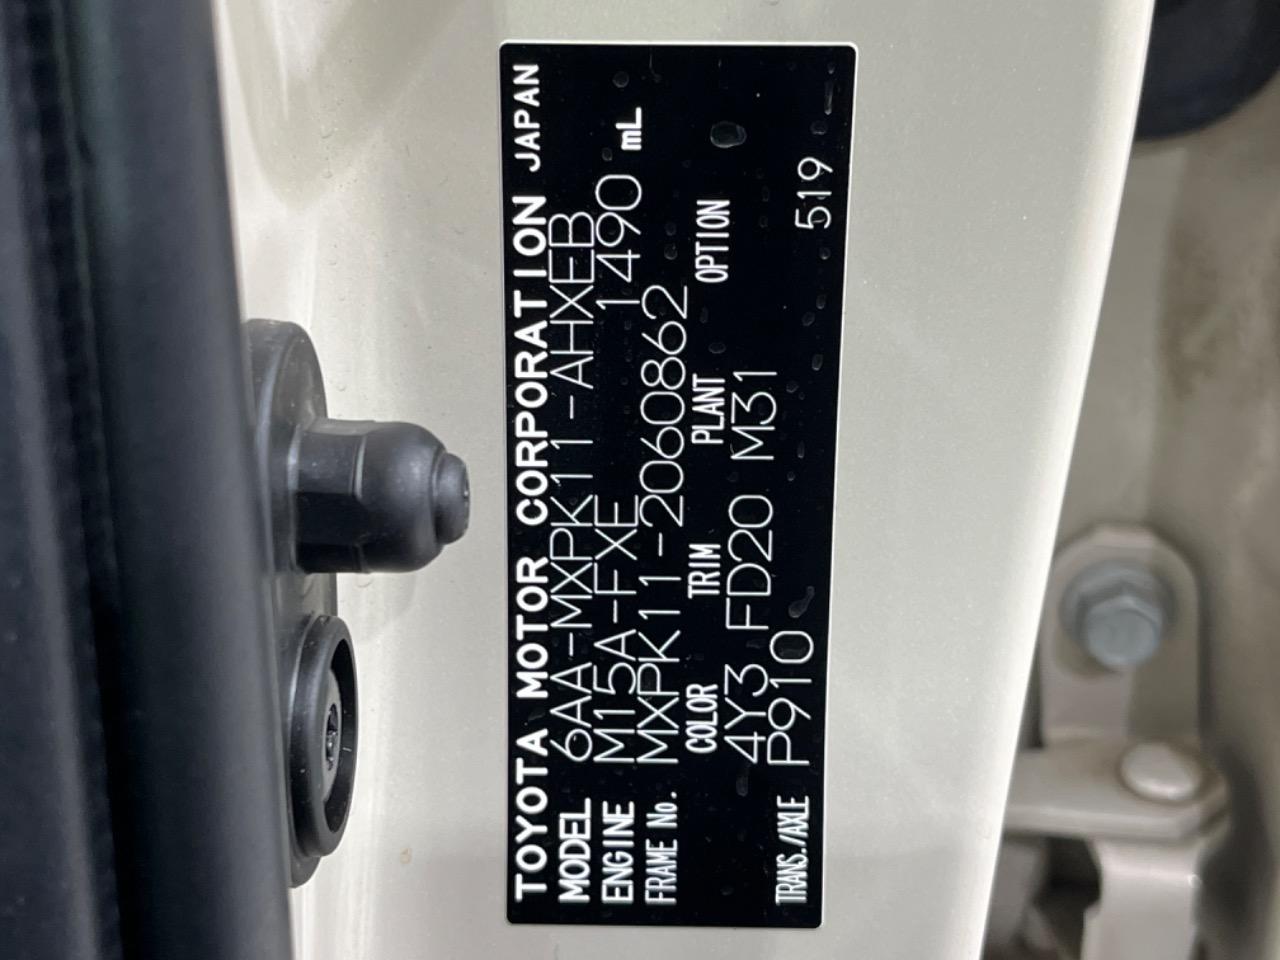 TOYOTA MOTOR CORPORATION JAPAN
MODEL 6AA-MXPK11-AHXEB
ENGINE M15A-FXE 1490 mL
FRAME No. MXPK11-2060862
COLOR TRIM PLANT OPTION
4Y3 FD20 M31
TRANS./AXLE P910 519